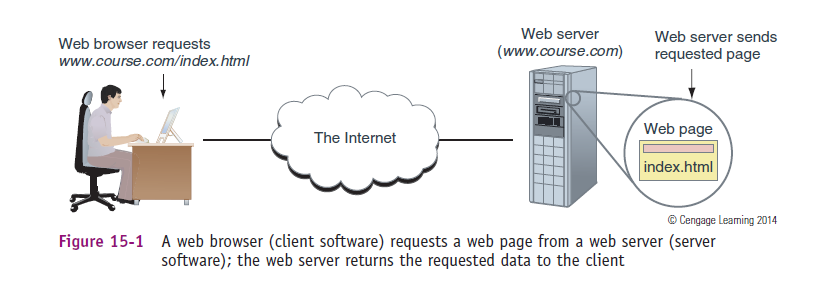 Web browser requests
www.course.com/index.html
The Internet
Web server
(www.course.com)
Web server sends
requested page
Web page
index.html
© Cengage Learning 2014
Figure 15-1 A web browser (client software) requests a web page from a web server (server
software); the web server returns the requested data to the client